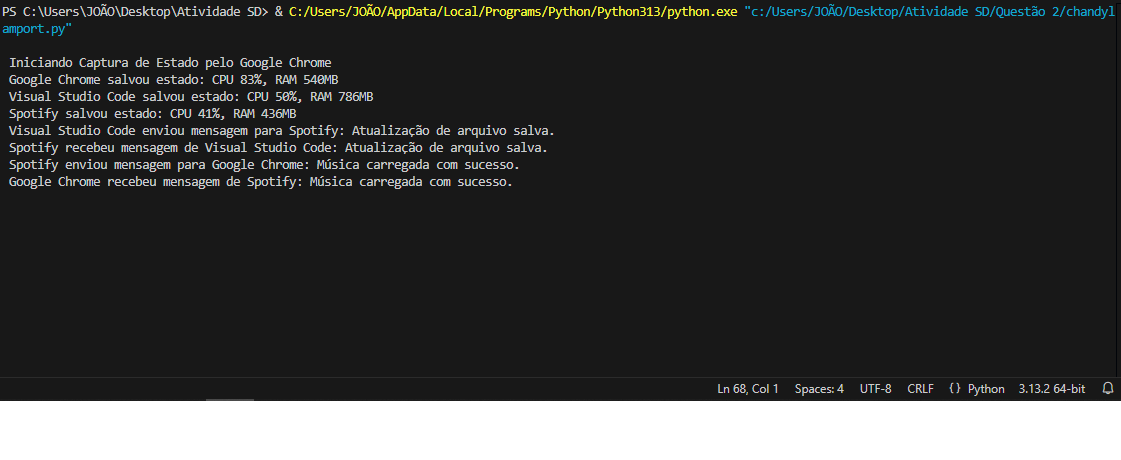 PS C:\Users\JOÃO\Desktop\Atividade SD> & C:/Users/JOÃO/AppData/Local/Programs/Python/Python313/python.exe "c:/Users/JOÃO/Desktop/Atividade SD/Questão 2/chandyl
amport.py"
Iniciando Captura de Estado pelo Google Chrome
Google Chrome salvou estado: CPU 83%, RAM 540MB
Visual Studio Code salvou estado: CPU 50%, RAM 786MB
Spotify salvou estado: CPU 41%, RAM 436MB
Visual Studio Code enviou mensagem para Spotify: Atualização de arquivo salva.
Spotify recebeu mensagem de Visual Studio Code: Atualização de arquivo salva.
Spotify enviou mensagem para Google Chrome: Música carregada com sucesso.
Google Chrome recebeu mensagem de Spotify: Música carregada com sucesso.
Ln 68, Col 1 Spaces: 4 UTF-8 CRLF {} Python 3.13.2 64-bit